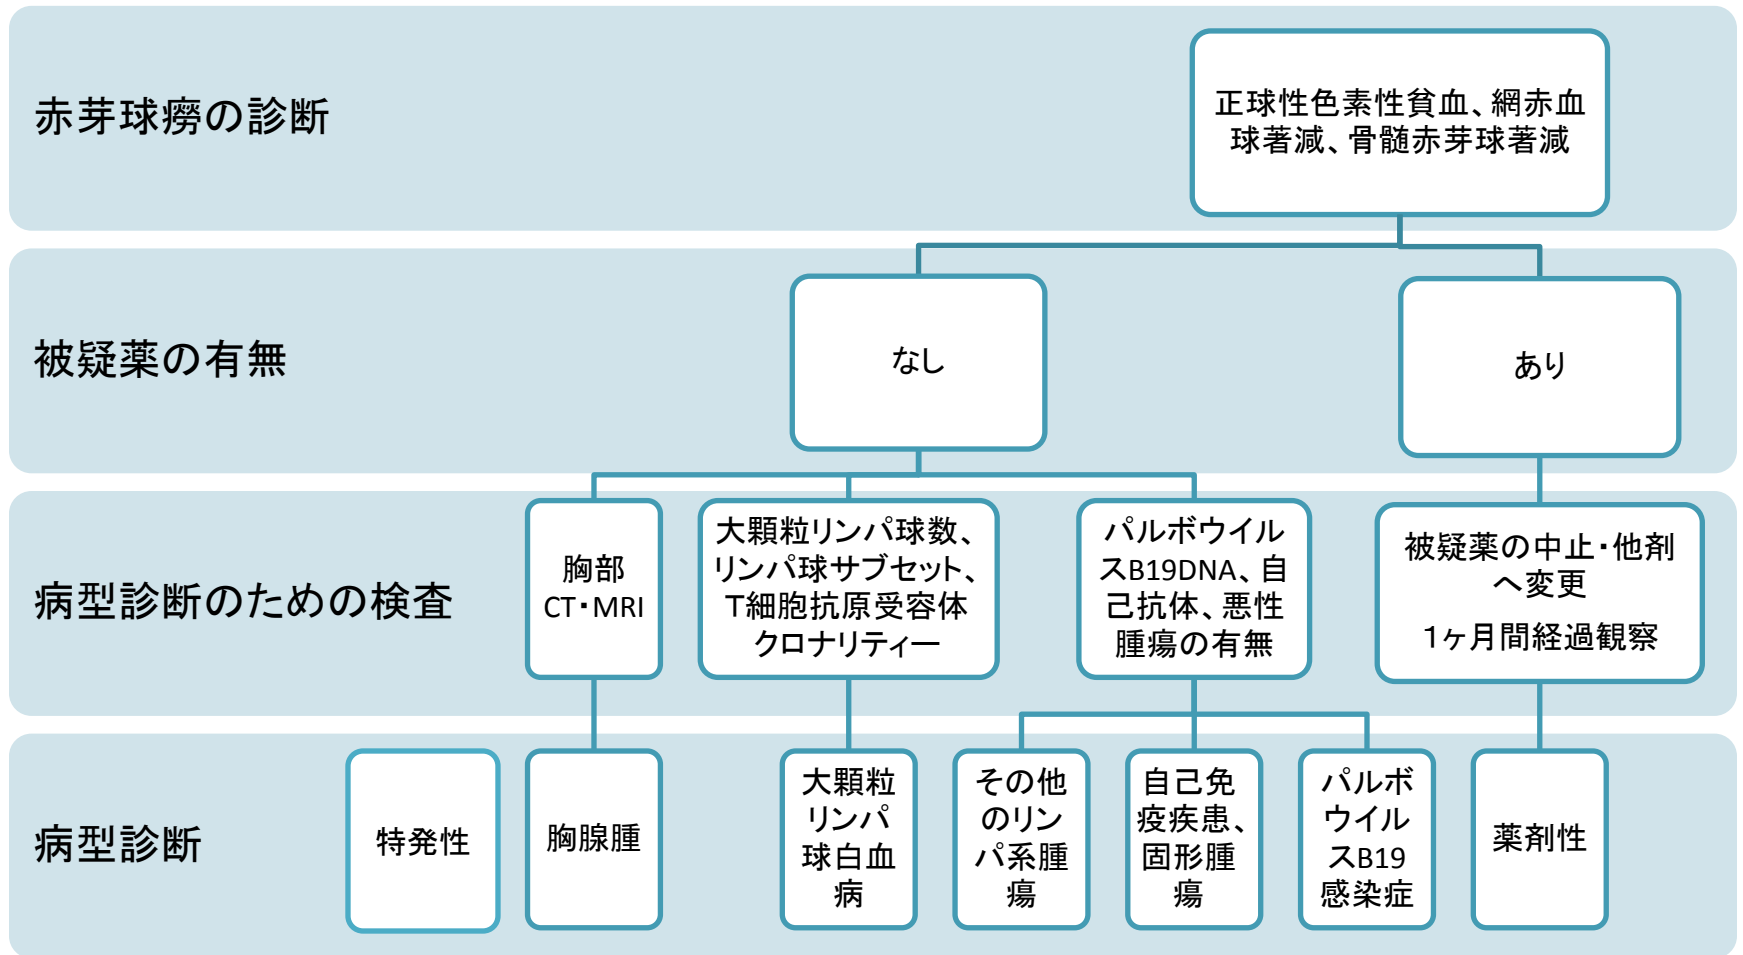 赤芽球癆の診断
正球性色素性貧血、網赤血
球著減、骨髄赤芽球著減
被疑薬の有無
なし
あり
病型診断のための検査
胸部
CT・MRI
大顆粒リンパ球数、
リンパ球サブセット、
T細胞抗原受容体
クロナリティー
パルボウイル
スB19DNA、自
己抗体、悪性
腫瘍の有無
被疑薬の中止・他剤
へ変更
1ヶ月間経過観察
病型診断
特発性
胸腺腫
大顆粒
リンパ
球白血
病
その他
のリン
パ系腫
瘍
自己免
疫疾患、
固形腫
瘍
パルボ
ウイル
スB19
感染症
薬剤性